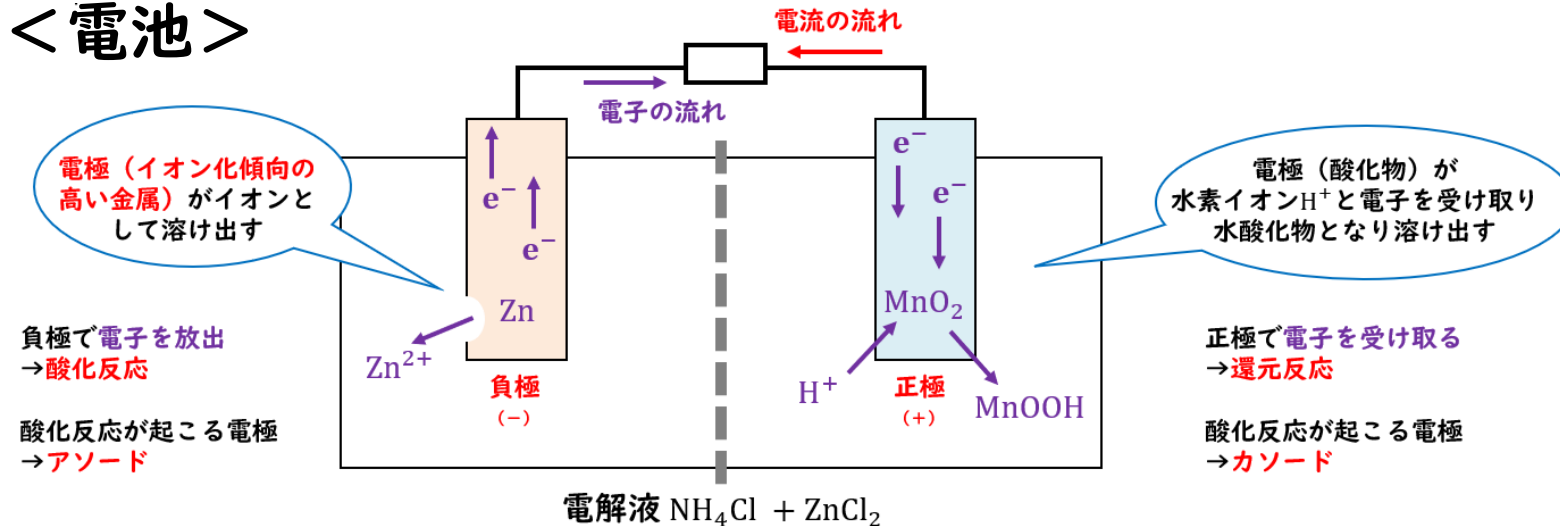 ＜電池＞
電流の流れ
電子の流れ
電極（イオン化傾向の
高い金属）がイオンと
して溶け出す
e⁻
e⁻
Zn
Zn²⁺
負極
（−）
負極で電子を放出
→酸化反応
酸化反応が起こる電極
→アソード
e⁻
e⁻
MnO₂
H⁺
MnOOH
正極
（+）
電極（酸化物）が
水素イオンH⁺と電子を受け取り
水酸化物となり溶け出す
正極で電子を受け取る
→還元反応
酸化反応が起こる電極
→カソード
電解液 NH₄Cl + ZnCl₂